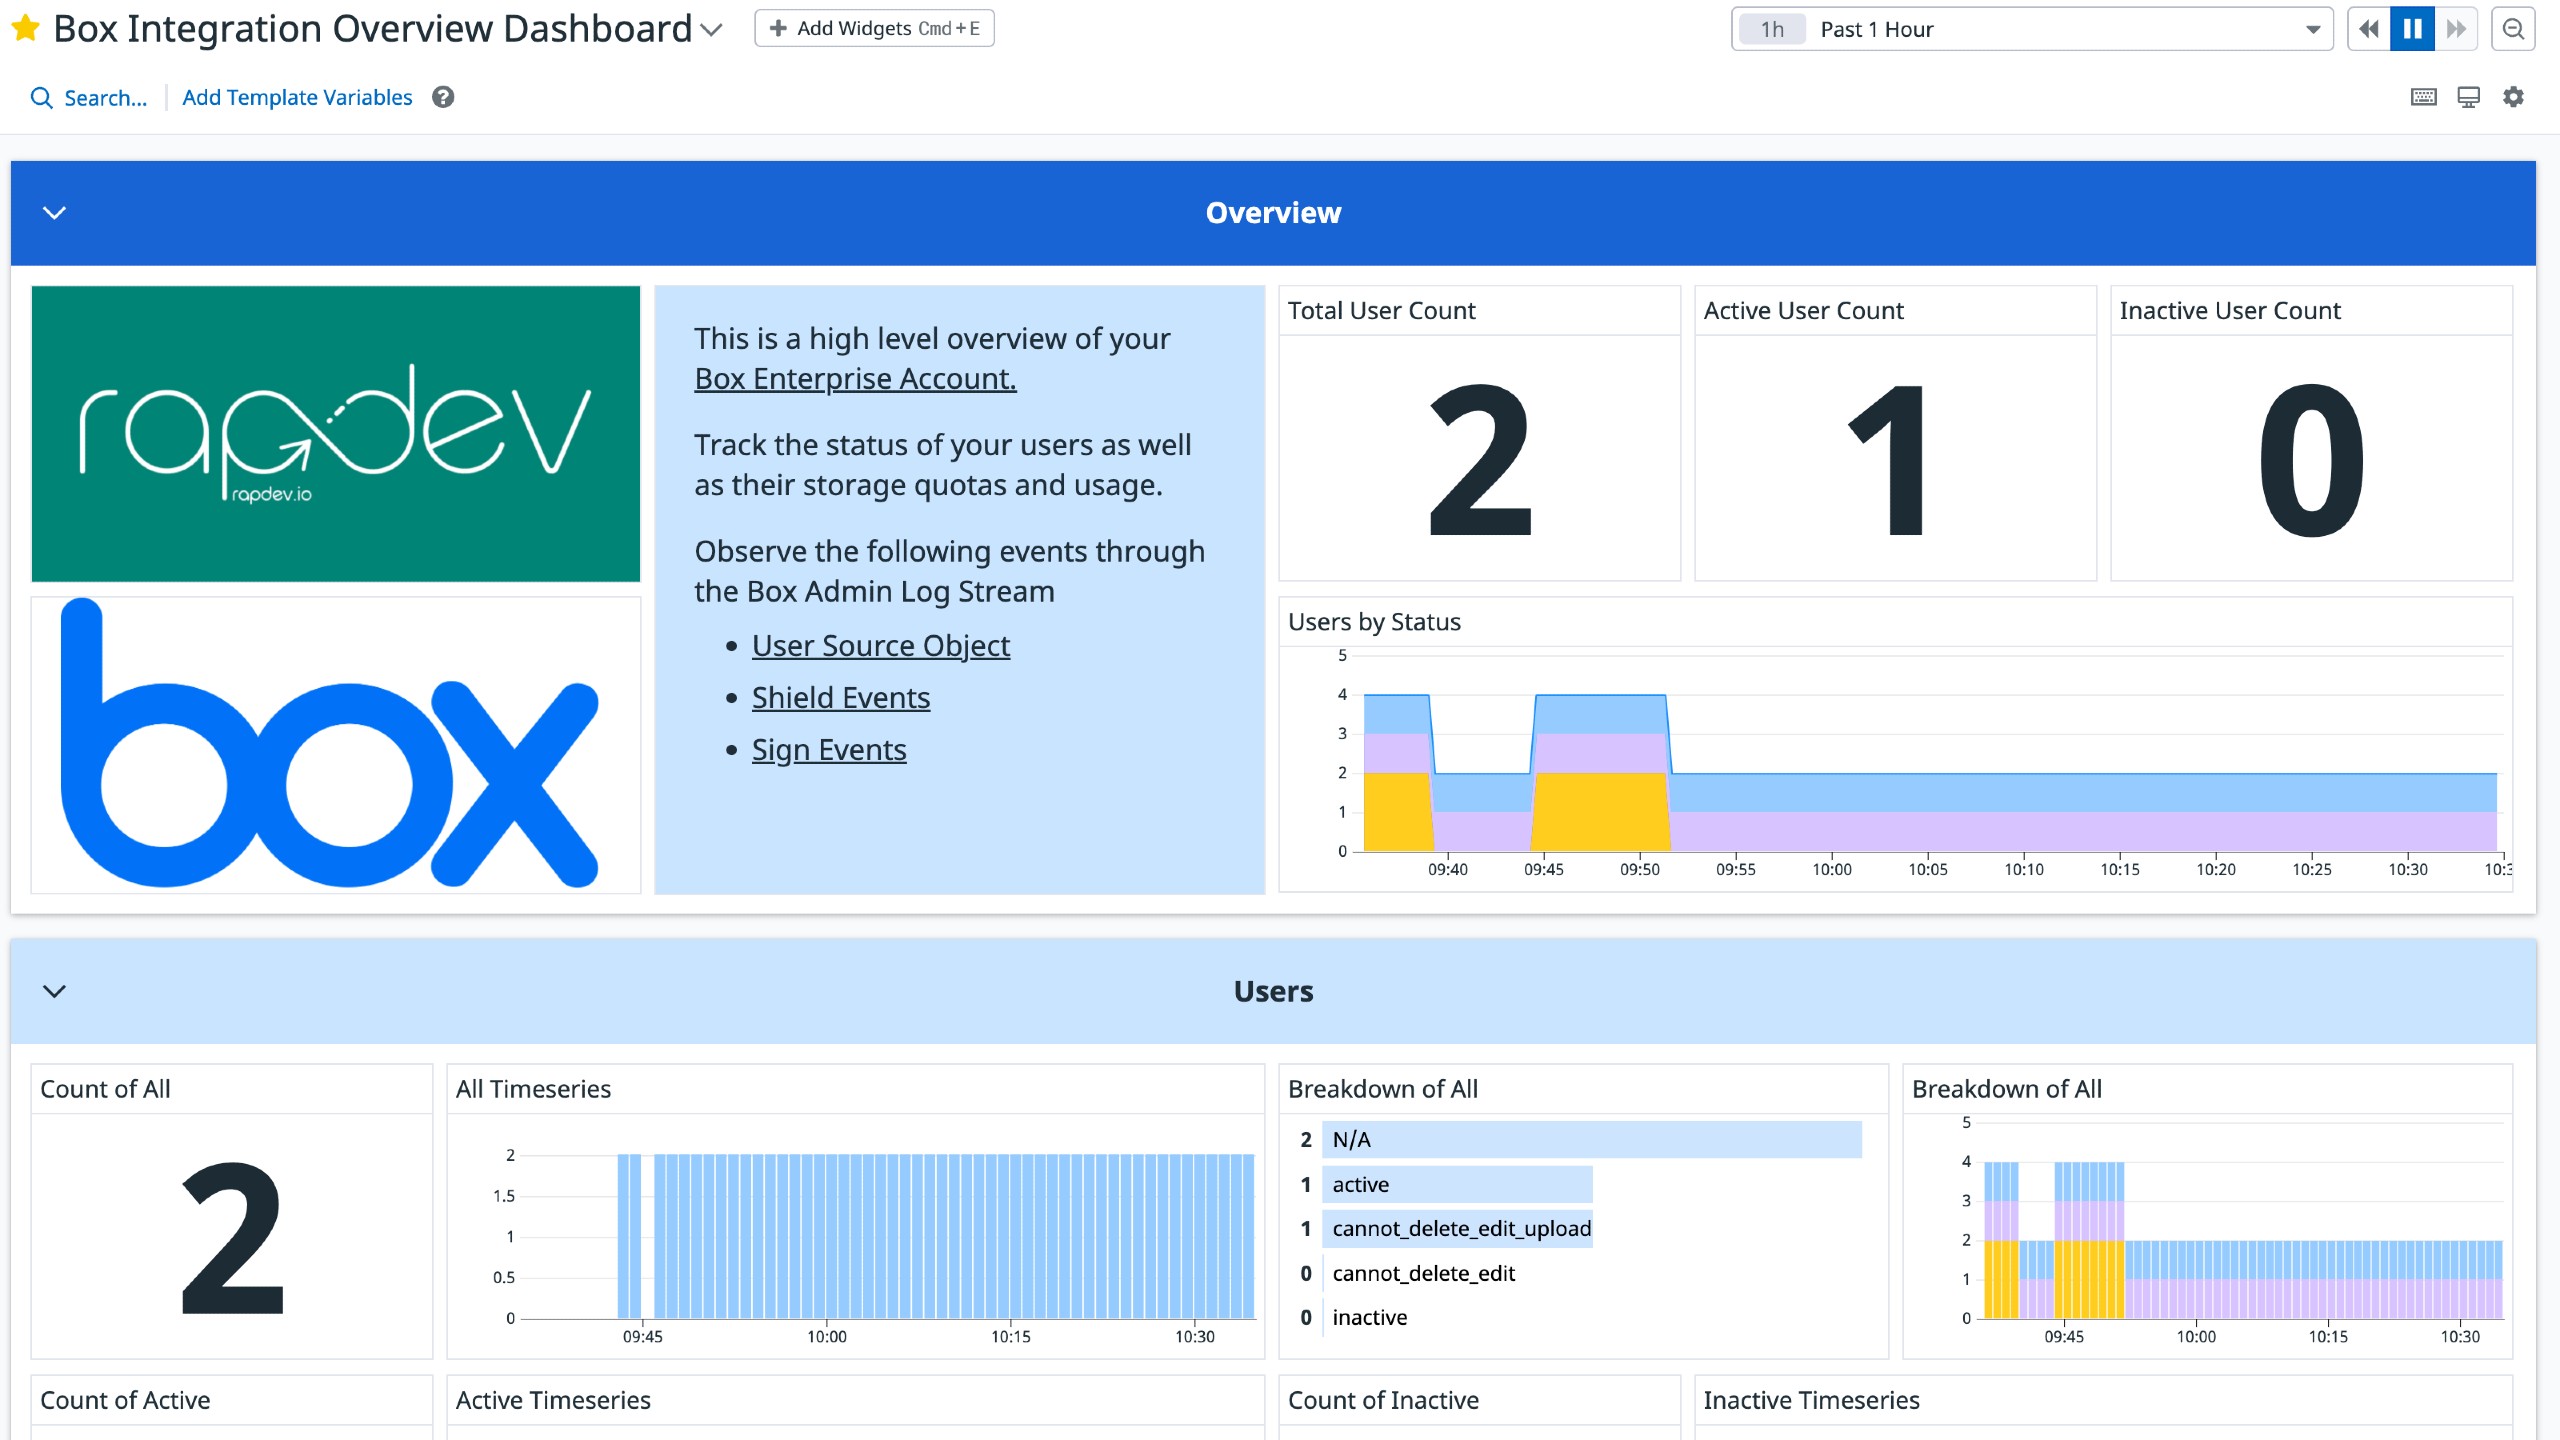 Box Integration Overview Dashboard
Add Widgets Cmd+E
1h Past 1 Hour
Search...
Add Template Variables
?
Overview
rapdev
rapdev.io
box
This is a high level overview of your
Box Enterprise Account.
Track the status of your users as well
as their storage quotas and usage.
Observe the following events through
the Box Admin Log Stream
• User Source Object
• Shield Events
• Sign Events
Total User Count
2
Active User Count
1
Inactive User Count
0
Users by Status
5
4
3
2
1
0
09:40 09:45 09:50 09:55 10:00 10:05 10:10 10:15 10:20 10:25 10:30 10:3
Users
Count of All
2
All Timeseries
2
1.5
1
0.5
0
09:45 10:00 10:15 10:30
Breakdown of All
2 N/A
1 active
1 cannot_delete_edit_upload
0 cannot_delete_edit
0 inactive
Breakdown of All
5
4
3
2
1
0
09:45 10:00 10:15 10:30
Count of Active
Active Timeseries
Count of Inactive
Inactive Timeseries